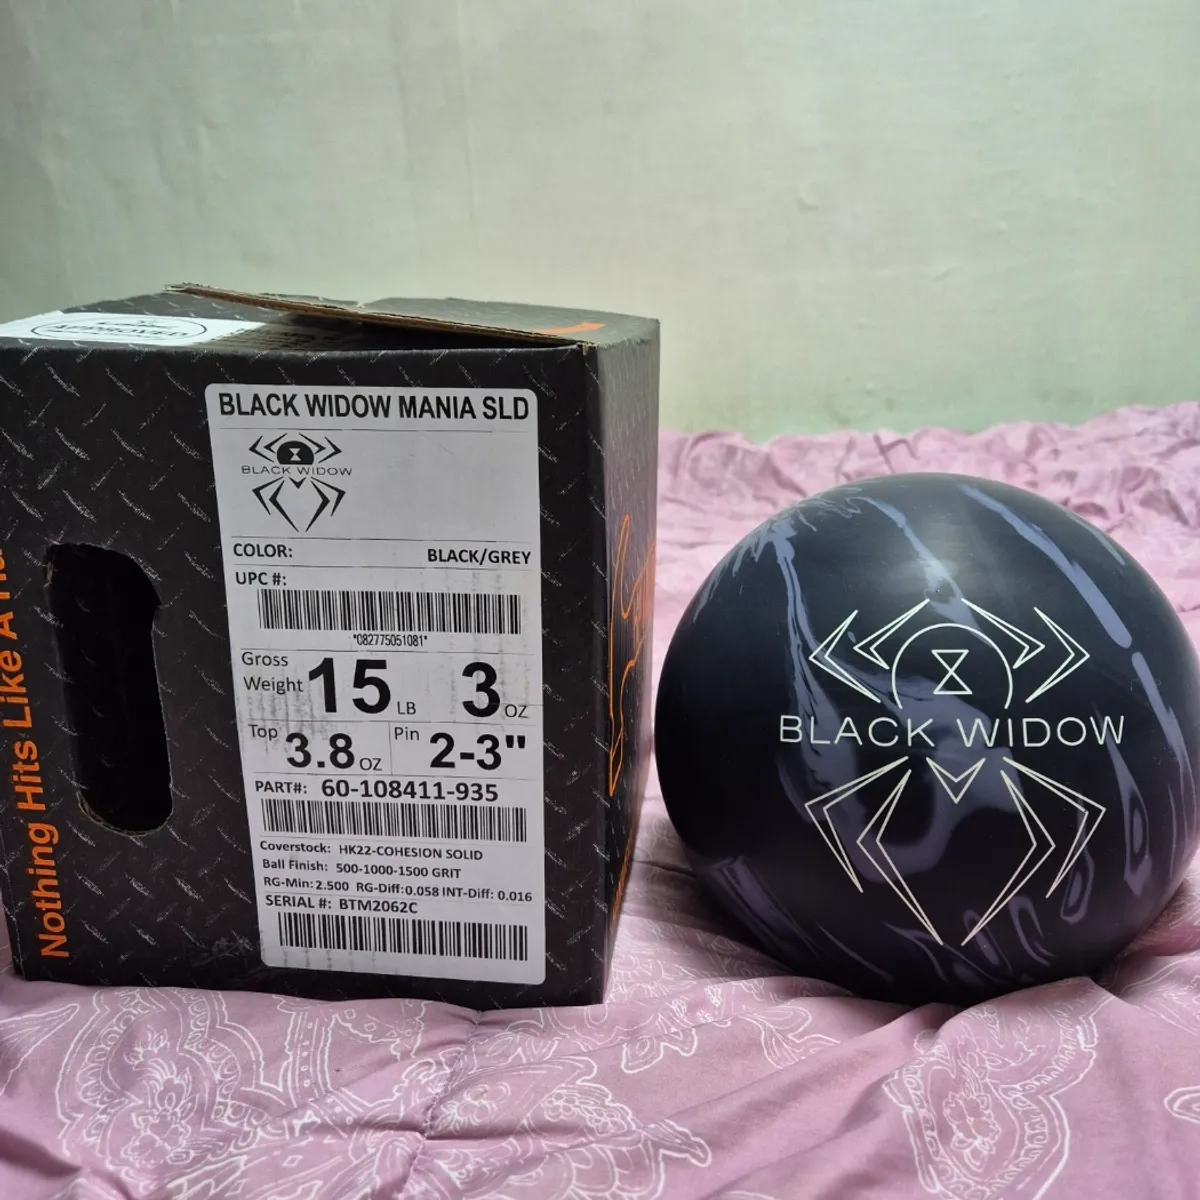 APPROVED
Nothing Hits Like A Ha
BLACK WIDOW MANIA SLD
BLACK WIDOW
COLOR: BLACK/GREY
UPC #:
*082775051081*
Gross Weight 15 LB 3 OZ
Top 3.8 OZ Pin 2-3"
PART#: 60-108411-935
Coverstock: HK22-COHESION SOLID
Ball Finish: 500-1000-1500 GRIT
RG-Min: 2.500 RG-Diff: 0.058 INT-Diff: 0.016
SERIAL #: BTM2062C
BLACK WIDOW